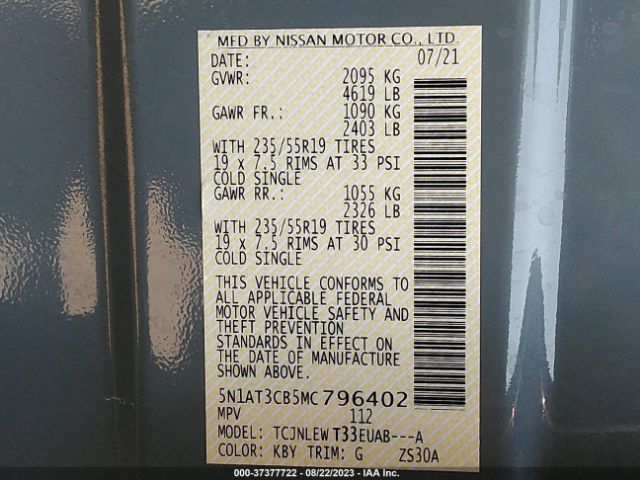 MFD BY NISSAN MOTOR CO., LTD.
DATE: 07/21
GVWR: 2095 KG
4619 LB
GAWR FR.: 1090 KG
2403 LB
WITH 235/55R19 TIRES
19 x 7.5 RIMS AT 33 PSI
COLD SINGLE
GAWR RR.: 1055 KG
2326 LB
WITH 235/55R19 TIRES
19 x 7.5 RIMS AT 30 PSI
COLD SINGLE
THIS VEHICLE CONFORMS TO
ALL APPLICABLE FEDERAL
MOTOR VEHICLE SAFETY AND
THEFT PREVENTION
STANDARDS IN EFFECT ON
THE DATE OF MANUFACTURE
SHOWN ABOVE.
5N1AT3CB5MC796402
MPV 112
MODEL: TCJNLEWT33EUAB---A
COLOR: KBY TRIM: G ZS30A
000-37377722 - 08/22/2023 - IAA Inc.